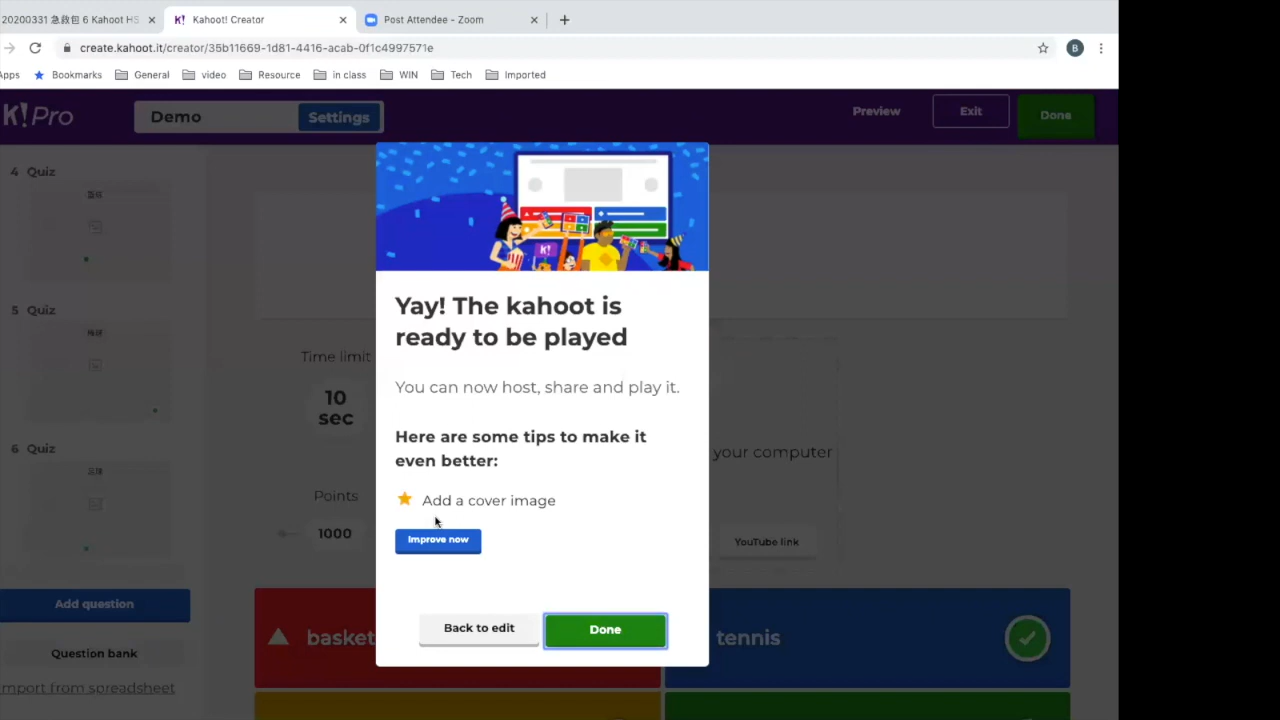 20200331 急救包 6 Kahoot HS
K! Kahoot! Creator
Post Attendee - Zoom
create.kahoot.it/creator/35b11669-1d81-4416-acab-0f1c4997571e
B
Apps
Bookmarks
General
video
Resource
in class
WIN
Tech
Imported
K!Pro
Demo
Settings
Preview
Exit
Done
4 Quiz
5 Quiz
6 Quiz
Add question
Question bank
Import from spreadsheet
Time limit
10
sec
Points
1000
K!
Yay! The kahoot is
ready to be played
You can now host, share and play it.
Here are some tips to make it
even better:
Add a cover image
Improve now
Back to edit
Done
your computer
YouTube link
basket
tennis